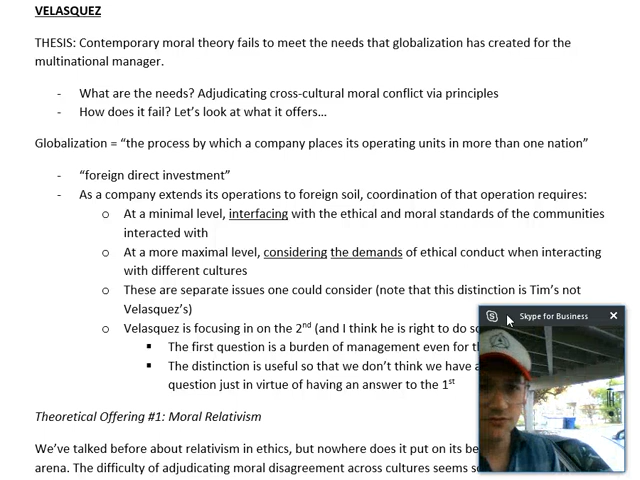 VELASQUEZ
THESIS: Contemporary moral theory fails to meet the needs that globalization has created for the
multinational manager.
- What are the needs? Adjudicating cross-cultural moral conflict via principles
- How does it fail? Let's look at what it offers…
Globalization = “the process by which a company places its operating units in more than one nation”
- “foreign direct investment”
- As a company extends its operations to foreign soil, coordination of that operation requires:
o At a minimal level, interfacing with the ethical and moral standards of the communities
interacted with
o At a more maximal level, considering the demands of ethical conduct when interacting
with different cultures
o These are separate issues one could consider (note that this distinction is Tim's not
Velasquez's)
Skype for Business
o Velasquez is focusing in on the 2nd (and I think he is right to do
▪ The first question is a burden of management even for
▪ The distinction is useful so that we don't think we have
question just in virtue of having an answer to the 1st
Theoretical Offering #1: Moral Relativism
We've talked before about relativism in ethics, but nowhere does it put on its
arena. The difficulty of adjudicating moral disagreement across cultures seems